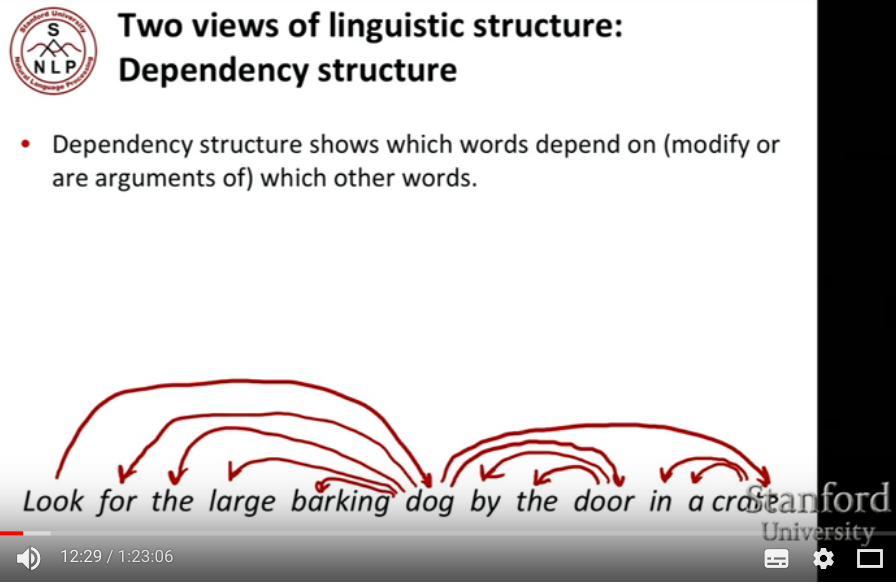 Stanford University
S
NLP
Natural Language Processing
Two views of linguistic structure:
Dependency structure
• Dependency structure shows which words depend on (modify or
are arguments of) which other words.
Look for the large barking dog by the door in a
Stanford
University
12:29 / 1:23:06